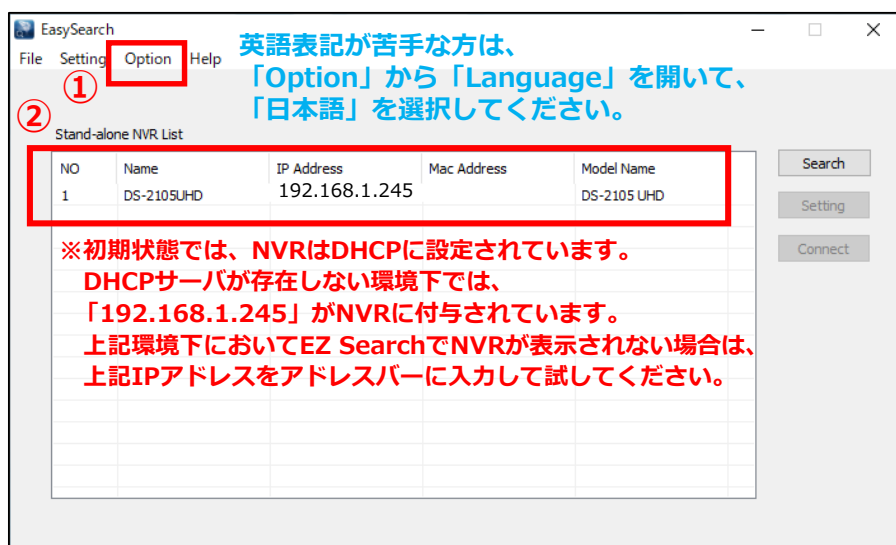 EasySearch
File Setting Option Help
英語表記が苦手な方は、
「Option」から「Language」を開いて、
「日本語」を選択してください。
①
②
Stand-alone NVR List
NO Name IP Address Mac Address Model Name
1 DS-2105UHD 192.168.1.245 DS-2105 UHD
Search
Setting
Connect
※初期状態では、NVRはDHCPに設定されています。
DHCPサーバが存在しない環境下では、
「192.168.1.245」がNVRに付与されています。
上記環境下においてEZ SearchでNVRが表示されない場合は、
上記IPアドレスをアドレスバーに入力して試してください。